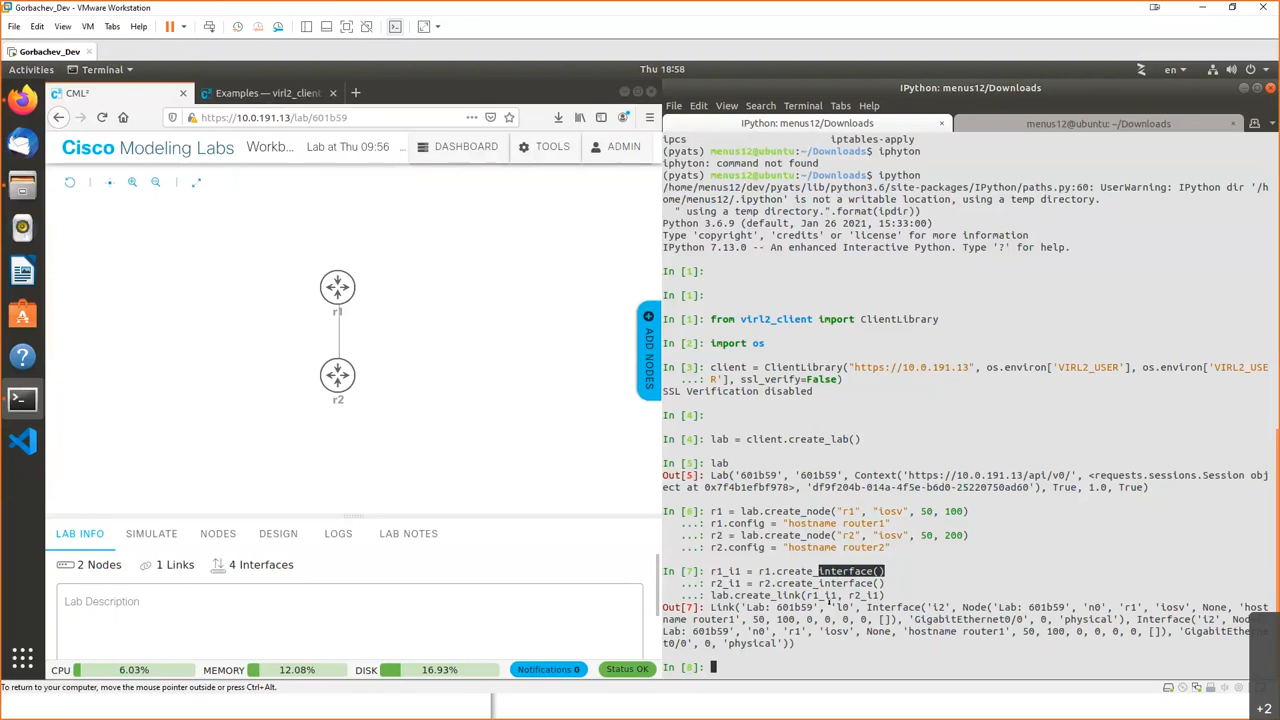 Gorbachev_Dev - VMware Workstation
File Edit View VM Tabs Help
Gorbachev_Dev
Activities Terminal Thu 18:58 en
CML²
Examples — virl2_client
https://10.0.191.13/lab/601b59
Cisco Modeling Labs Workb... Lab at Thu 09:56 ... DASHBOARD TOOLS ADMIN
r1
r2
ADD NODES
LAB INFO SIMULATE NODES DESIGN LOGS LAB NOTES
2 Nodes 1 Links 4 Interfaces
Lab Description
CPU 6.03% MEMORY 12.08% DISK 16.93% Notifications 0 Status OK
IPython: menus12/Downloads
File Edit View Search Terminal Tabs Help
IPython: menus12/Downloads
menus12@ubuntu: ~/Downloads
ipcs iptables-apply
(pyats) menus12@ubuntu:~/Downloads$ iphyton
iphyton: command not found
(pyats) menus12@ubuntu:~/Downloads$ ipython
/home/menus12/dev/pyats/lib/python3.6/site-packages/IPython/paths.py:60: UserWarning: IPython dir '/h
ome/menus12/.ipython' is not a writable location, using a temp directory.
" using a temp directory.".format(ipdir))
Python 3.6.9 (default, Jan 26 2021, 15:33:00)
Type 'copyright', 'credits' or 'license' for more information
IPython 7.13.0 -- An enhanced Interactive Python. Type '?' for help.
In [1]:
In [1]:
In [1]: from virl2_client import ClientLibrary
In [2]: import os
In [3]: client = ClientLibrary("https://10.0.191.13", os.environ['VIRL2_USER'], os.environ['VIRL2_USE
...: R'], ssl_verify=False)
SSL Verification disabled
In [4]:
In [4]: lab = client.create_lab()
In [5]: lab
Out[5]: Lab('601b59', '601b59', Context('https://10.0.191.13/api/v0/', <requests.sessions.Session obj
ect at 0x7f4b1efbf978>, 'df9f204b-014a-4f5e-b6d0-25220750ad60'), True, 1.0, True)
In [6]: r1 = lab.create_node("r1", "iosv", 50, 100)
...: r1.config = "hostname router1"
...: r2 = lab.create_node("r2", "iosv", 50, 200)
...: r2.config = "hostname router2"
In [7]: r1_i1 = r1.create_interface()
...: r2_i1 = r2.create_interface()
...: lab.create_link(r1_i1, r2_i1)
Out[7]: Link('Lab: 601b59', 'l0', Interface('i2', Node('Lab: 601b59', 'n0', 'r1', 'iosv', None, 'host
name router1', 50, 100, 0, 0, 0, 0, []), 'GigabitEthernet0/0', 0, 'physical'), Interface('i2', Node('
Lab: 601b59', 'n0', 'r1', 'iosv', None, 'hostname router1', 50, 100, 0, 0, 0, 0, []), 'GigabitEtherne
t0/0', 0, 'physical'))
In [8]:
To return to your computer, move the mouse pointer outside or press Ctrl+Alt.
+2